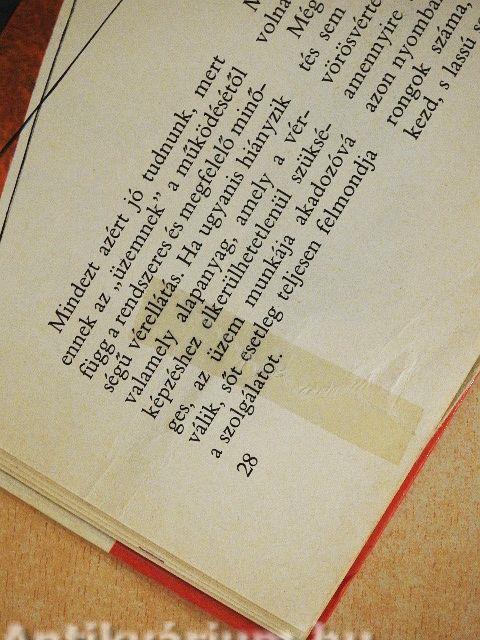 Mindezt azért jó tudnunk, mert
ennek az „üzemnek” a működésétől
függ a rendszeres és megfelelő minő-
ségű vérellátás. Ha ugyanis hiányzik
valamely alapanyag, amely a vér-
képzéshez elkerülhetetlenül szüksé-
ges, az üzem munkája akadozóvá
válik, sőt esetleg teljesen felmondja
a szolgálatot.
28
volna
Még
tés sem
vörösvérte
amennyire
azon nyomba
rongok száma,
kezd, s lassú
Antikvárium.hu